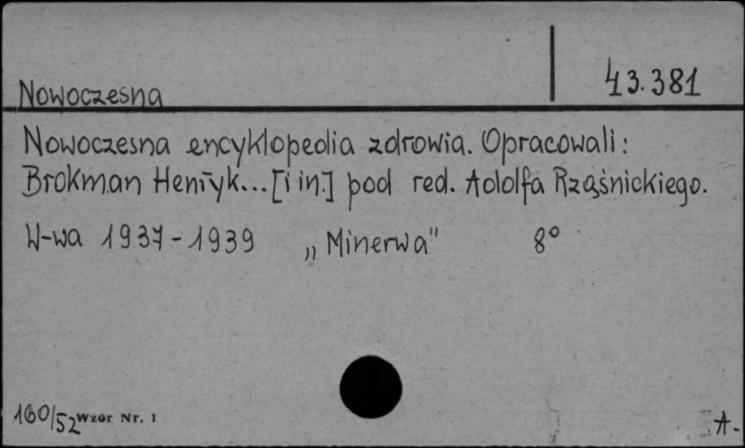 43.381
Nowoczesna
Nowoczesna encyklopedia zdrowia. Opracowali:
Brokman Henryk... [i in.] pod red. Adolfa Rząśnickiego.
W-wa 1937-1939 „Minerwa" 8°
160/52 Wzór Nr. 1
A.